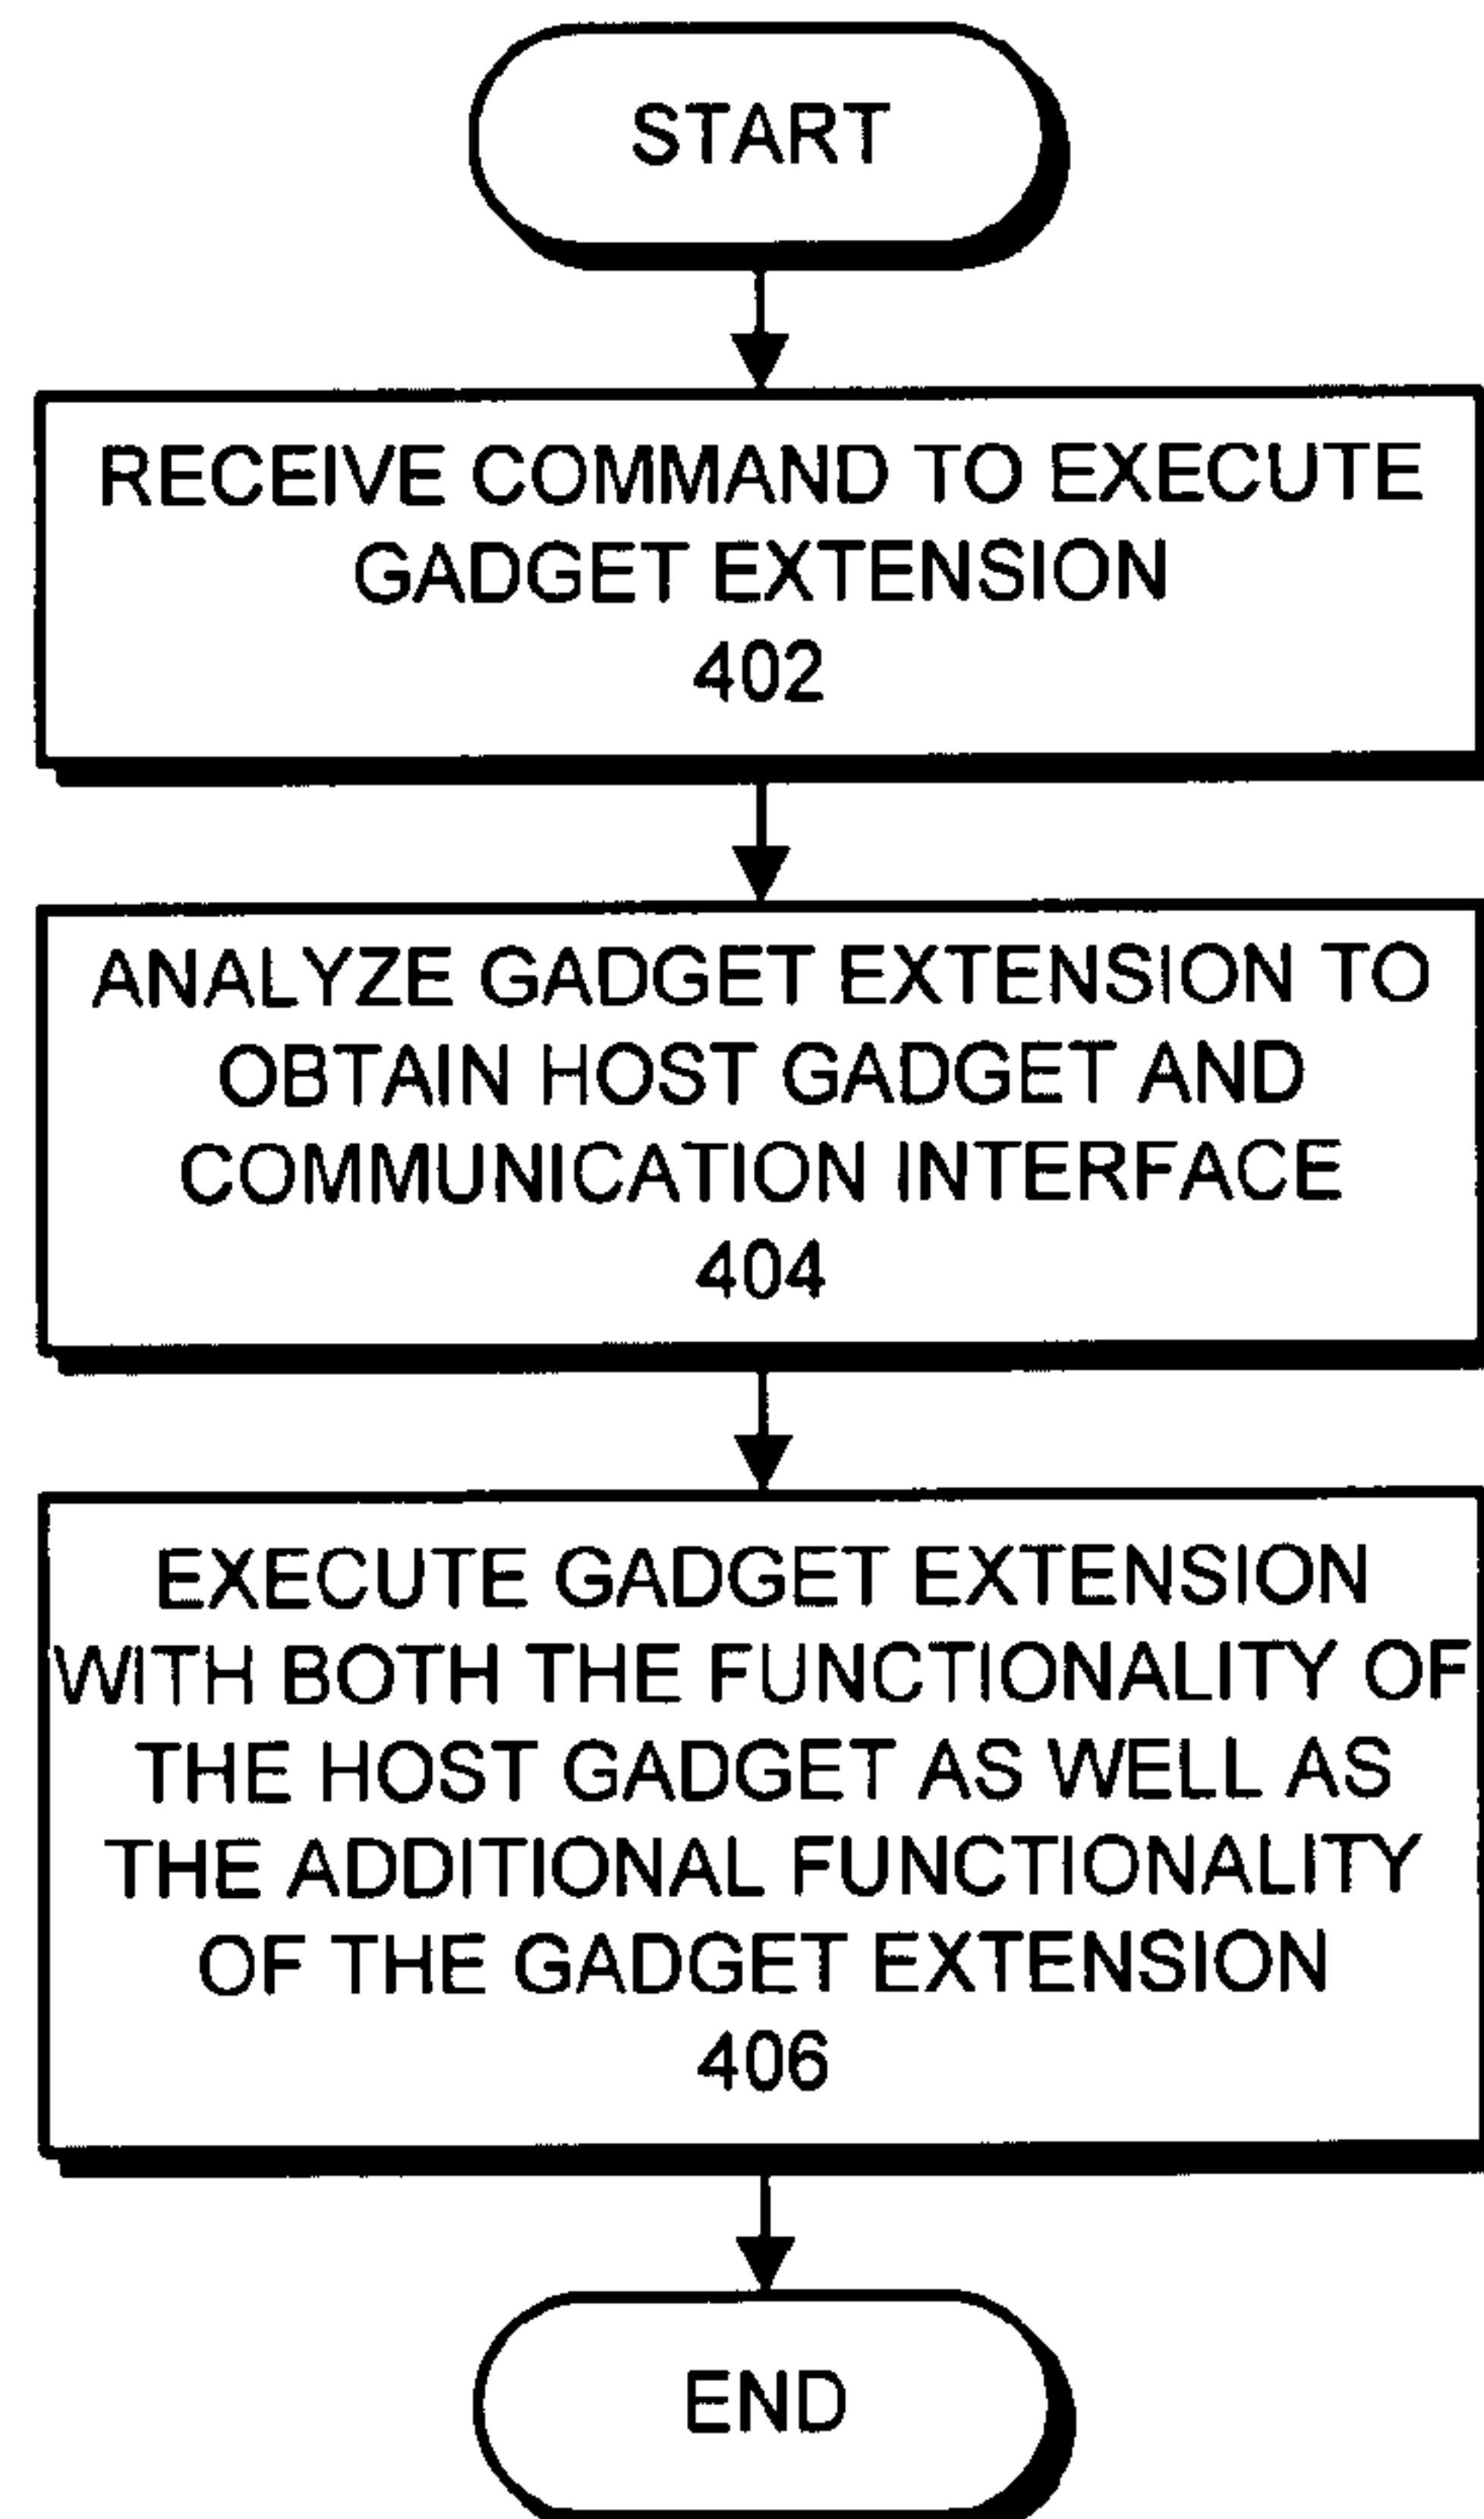 START
RECEIVE COMMAND TO EXECUTE
GADGET EXTENSION
402
ANALYZE GADGET EXTENSION TO
OBTAIN HOST GADGET AND
COMMUNICATION INTERFACE
404
EXECUTE GADGET EXTENSION
WITH BOTH THE FUNCTIONALITY OF
THE HOST GADGET AS WELL AS
THE ADDITIONAL FUNCTIONALITY
OF THE GADGET EXTENSION
406
END